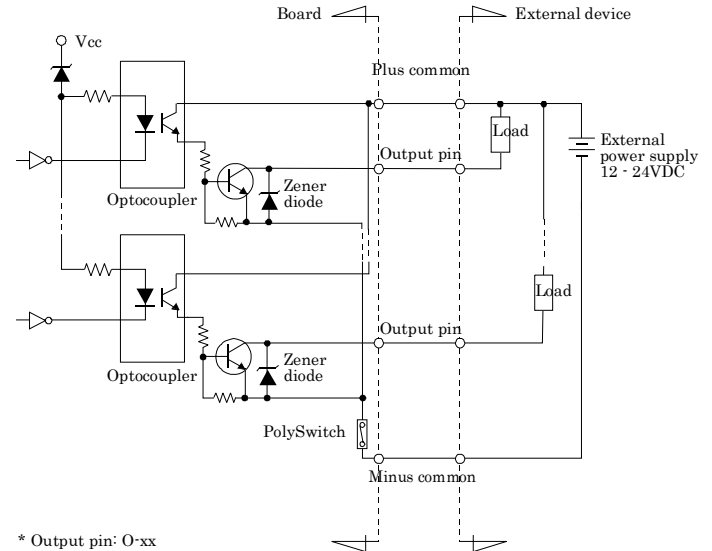 Board
External device
Vcc
Plus common
Load
External
power supply
12 - 24VDC
Output pin
Zener
diode
Optocoupler
Load
Output pin
Zener
diode
Optocoupler
PolySwitch
Minus common
* Output pin: O-xx